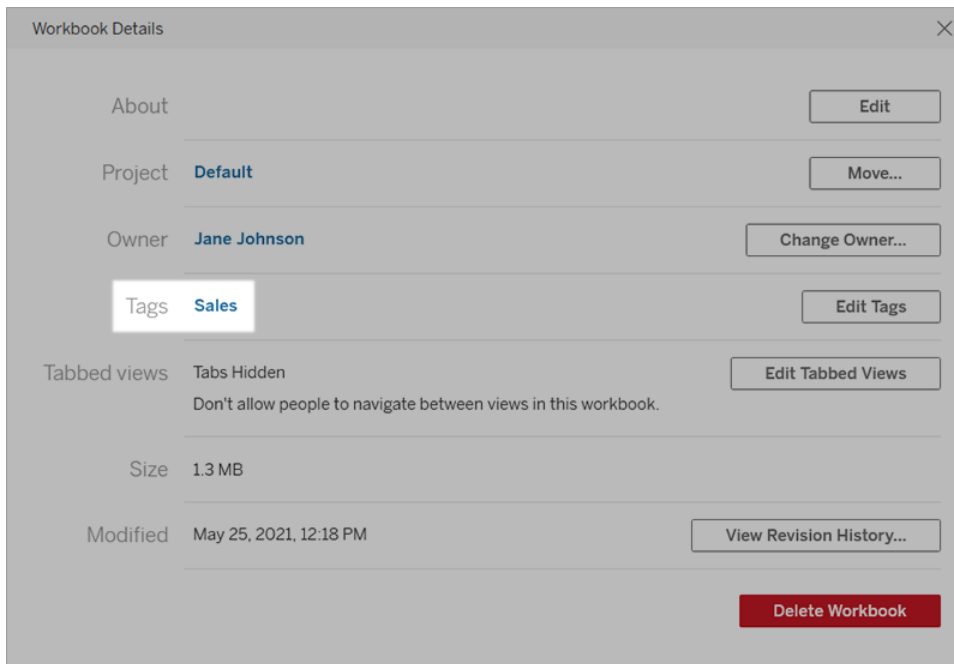 Workbook Details
About
Edit
Project Default Move...
Owner Jane Johnson Change Owner...
Tags Sales Edit Tags
Tabbed views Tabs Hidden Edit Tabbed Views
Don't allow people to navigate between views in this workbook.
Size 1.3 MB
Modified May 25, 2021, 12:18 PM View Revision History...
Delete Workbook